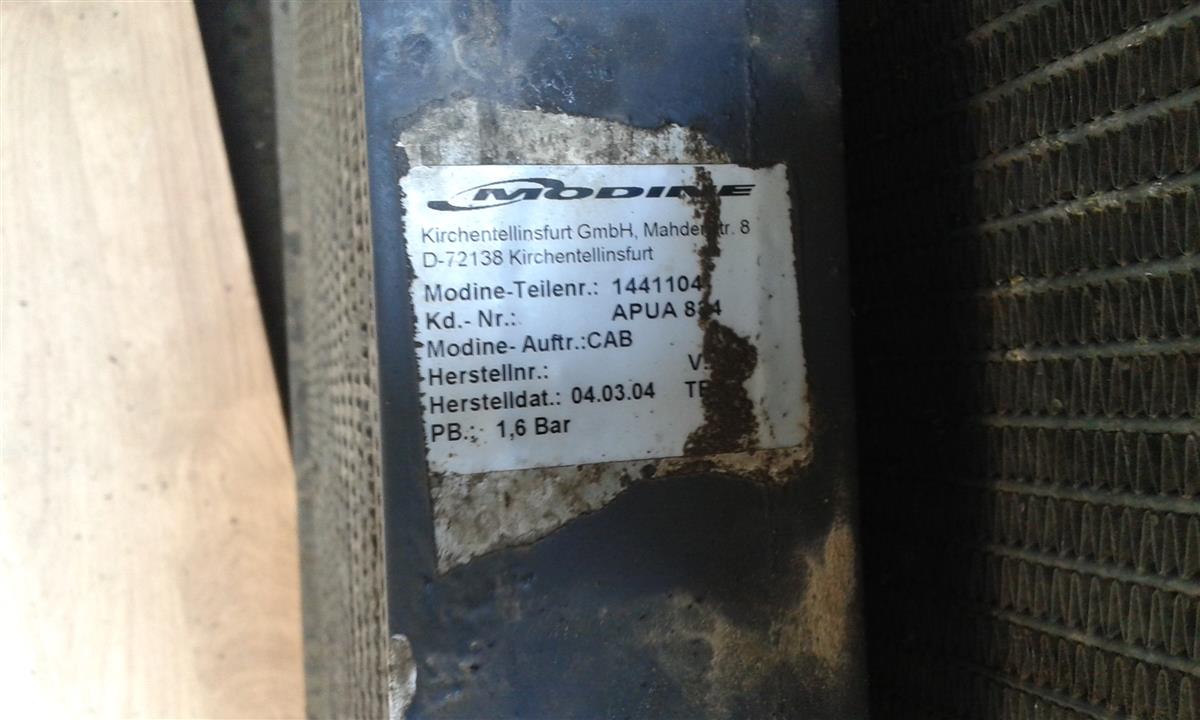 MODINE
Kirchentellinsfurt GmbH, 8
D-72138 Kirchentellinsfurt
Modine-Teilenr.: 1441104
Kd.- Nr.: APUA
Modine- Auftr.:CAB
Herstellnr.:
Herstelldat.: 04.03.04
PB.: 1,6 Bar